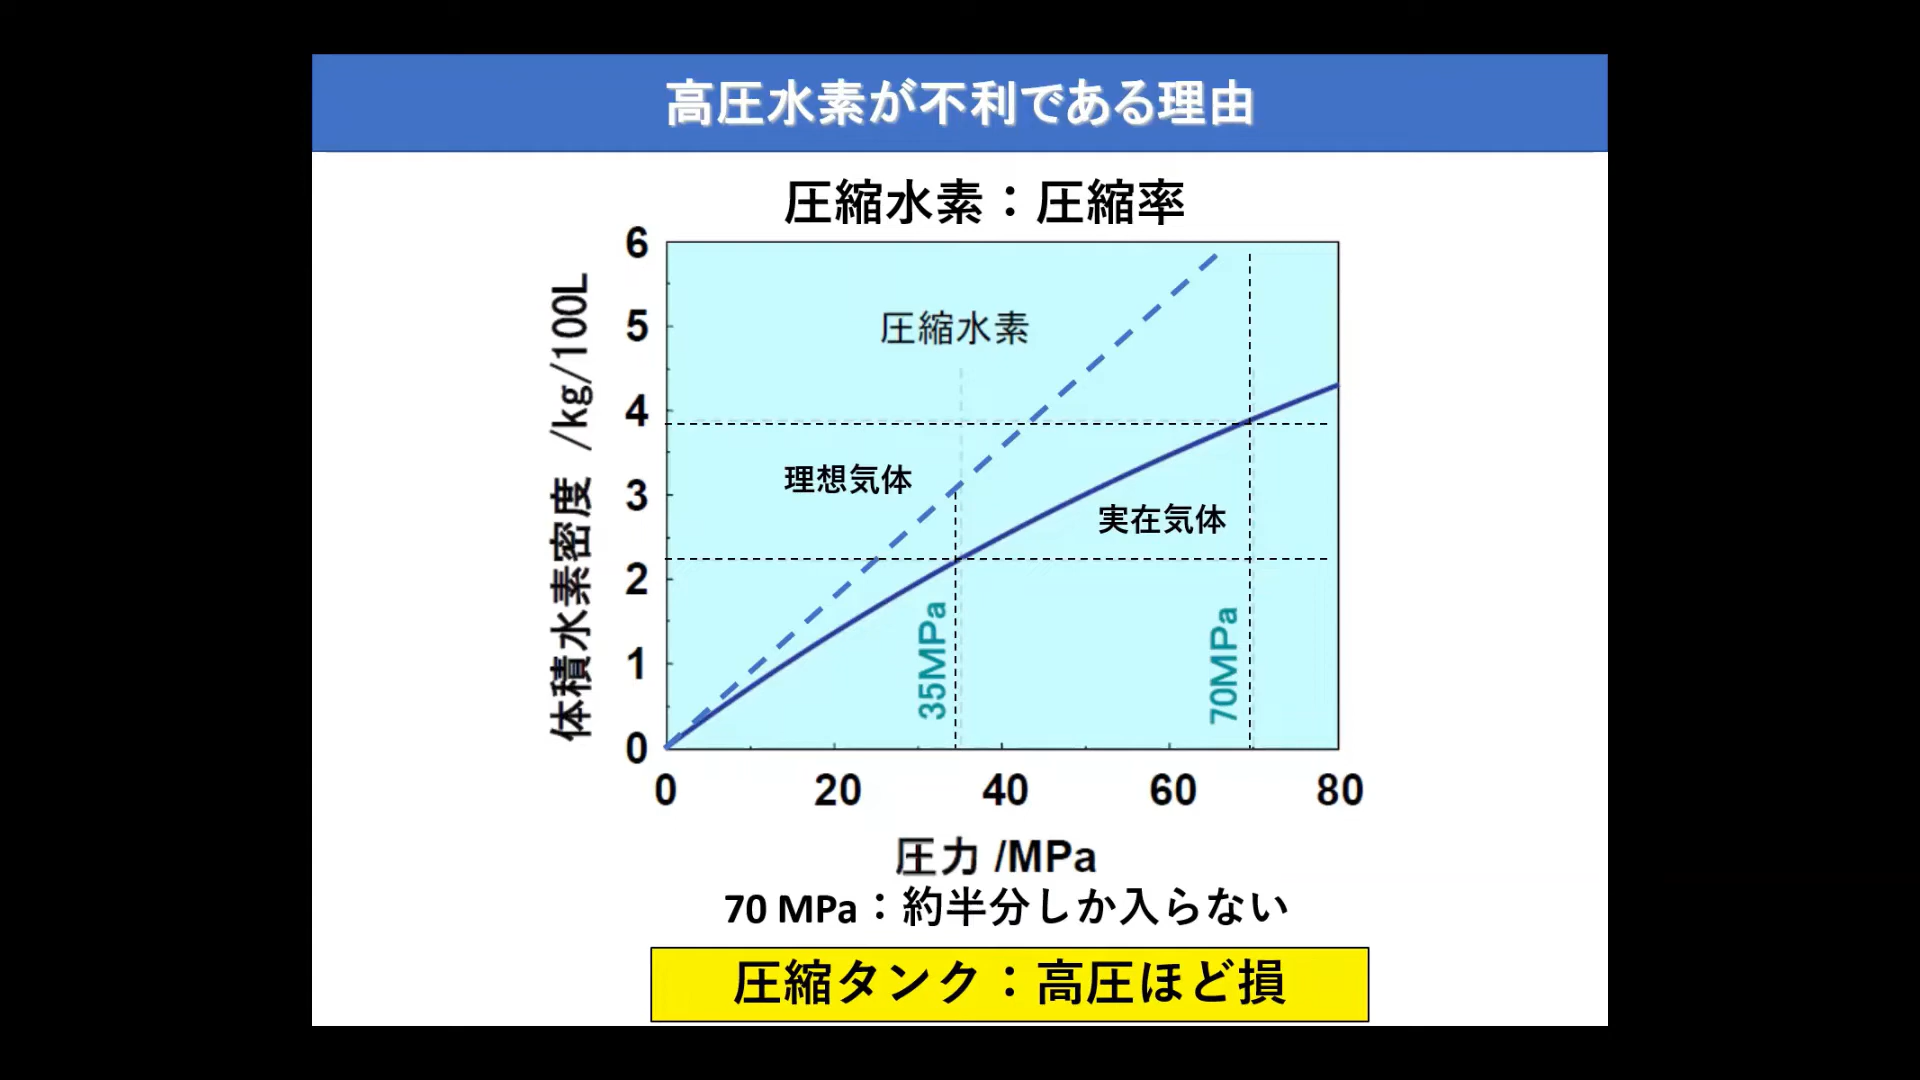 高圧水素が不利である理由
圧縮水素：圧縮率
体積水素密度 /kg/100L
6
5
4
3
2
1
0
圧縮水素
理想気体
実在気体
35MPa
70MPa
0 20 40 60 80
圧力 /MPa
70 MPa：約半分しか入らない
圧縮タンク：高圧ほど損